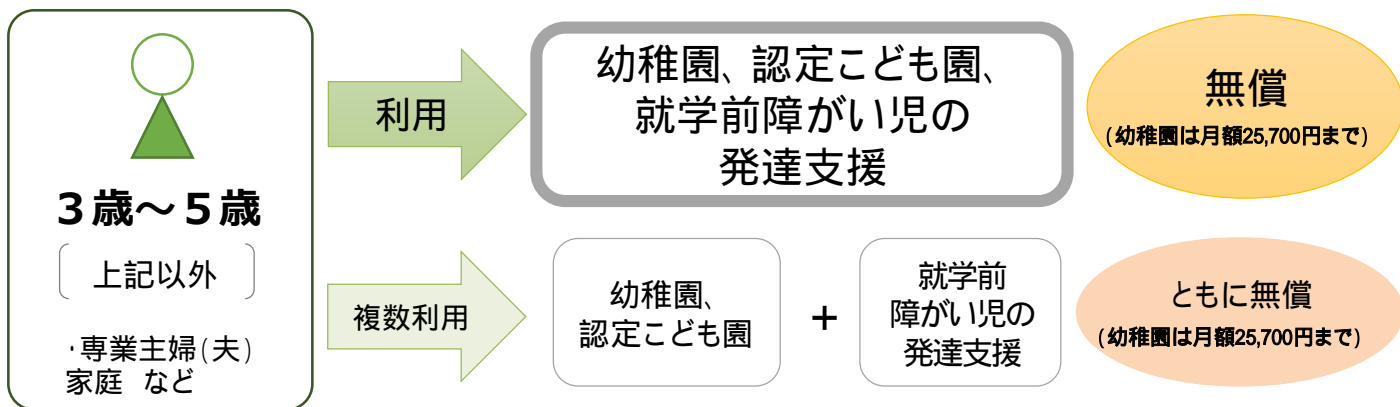 3歳～5歳
上記以外
・専業主婦(夫)
家庭 など
利用
幼稚園、認定こども園、
就学前障がい児の
発達支援
無償
(幼稚園は月額25,700円まで)
複数利用
幼稚園、
認定こども園
+
就学前
障がい児の
発達支援
ともに無償
(幼稚園は月額25,700円まで)